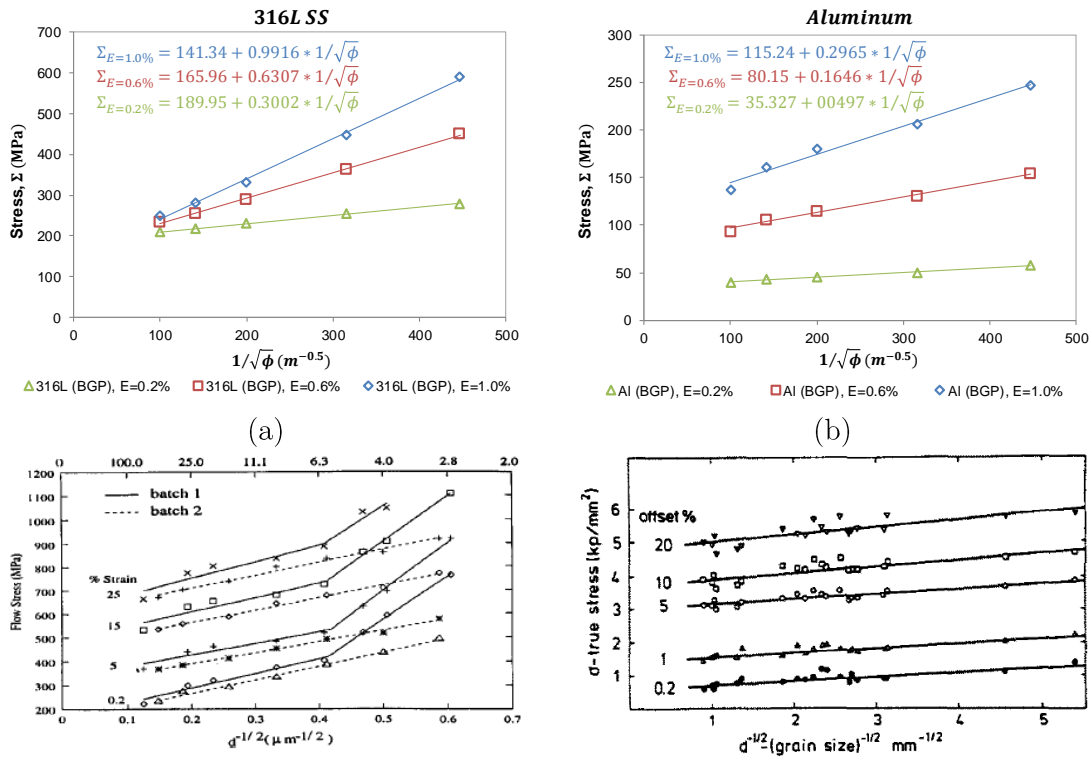 316L SS
Σ_{E=1.0%} = 141.34 + 0.9916 * 1/√ϕ
Σ_{E=0.6%} = 165.96 + 0.6307 * 1/√ϕ
Σ_{E=0.2%} = 189.95 + 0.3002 * 1/√ϕ
Stress, Σ (MPa)
700
600
500
400
300
200
100
0
0 100 200 300 400 500
1/√ϕ (m^{-0.5})
316L (BGP), E=0.2% 316L (BGP), E=0.6% 316L (BGP), E=1.0%
(a)
Aluminum
Σ_{E=1.0%} = 115.24 + 0.2965 * 1/√ϕ
Σ_{E=0.6%} = 80.15 + 0.1646 * 1/√ϕ
Σ_{E=0.2%} = 35.327 + 00497 * 1/√ϕ
Stress, Σ (MPa)
300
250
200
150
100
50
0
0 100 200 300 400 500
1/√ϕ (m^{-0.5})
Al (BGP), E=0.2% Al (BGP), E=0.6% Al (BGP), E=1.0%
(b)
0 100.0 25.0 11.1 6.3 4.0 2.8 2.0
1200
1100
1000
900
800
700
600
500
400
300
200
Flow Stress (MPa)
batch 1
batch 2
% Strain
25
15
5
0.2
0.0 0.1 0.2 0.3 0.4 0.5 0.6 0.7
d^{-1/2} (μm^{-1/2})
σ-true stress (kp/mm²)
6
5
4
3
2
1
offset %
20
10
5
1
0.2
1 2 3 4 5
d^{-1/2} (grain size)^{-1/2} mm^{-1/2}